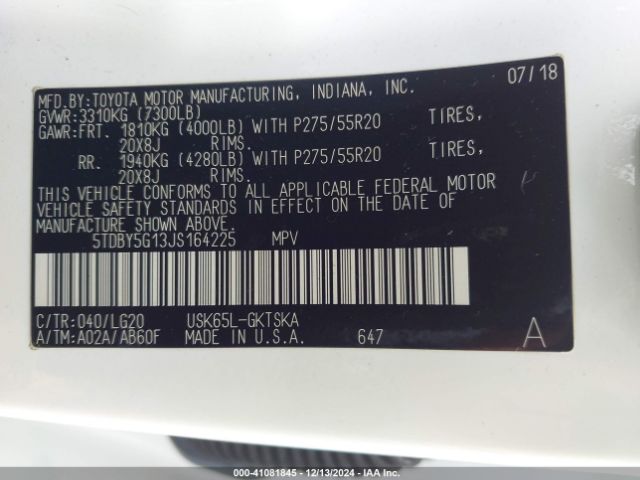 MFD.BY:TOYOTA MOTOR MANUFACTURING, INDIANA, INC. 07/18
GVWR:3310KG (7300LB)
GAWR:FRT. 1810KG (4000LB) WITH P275/55R20 TIRES,
20X8J RIMS.
RR. 1940KG (4280LB) WITH P275/55R20 TIRES,
20X8J RIMS.
THIS VEHICLE CONFORMS TO ALL APPLICABLE FEDERAL MOTOR
VEHICLE SAFETY STANDARDS IN EFFECT ON THE DATE OF
MANUFACTURE SHOWN ABOVE.
5TDBY5G13JS164225 MPV
C/TR:040/LG20 USK65L-GKTSKA
A/TM:A02A/AB60F MADE IN U.S.A. 647 A
000-41081845 - 12/13/2024 - IAAI.COM